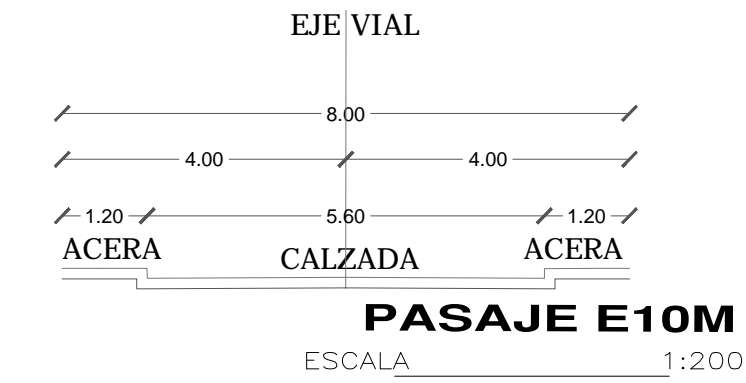 EJE VIAL
8.00
4.00 4.00
1.20 5.60 1.20
ACERA CALZADA ACERA
PASAJE E10M
ESCALA 1:200